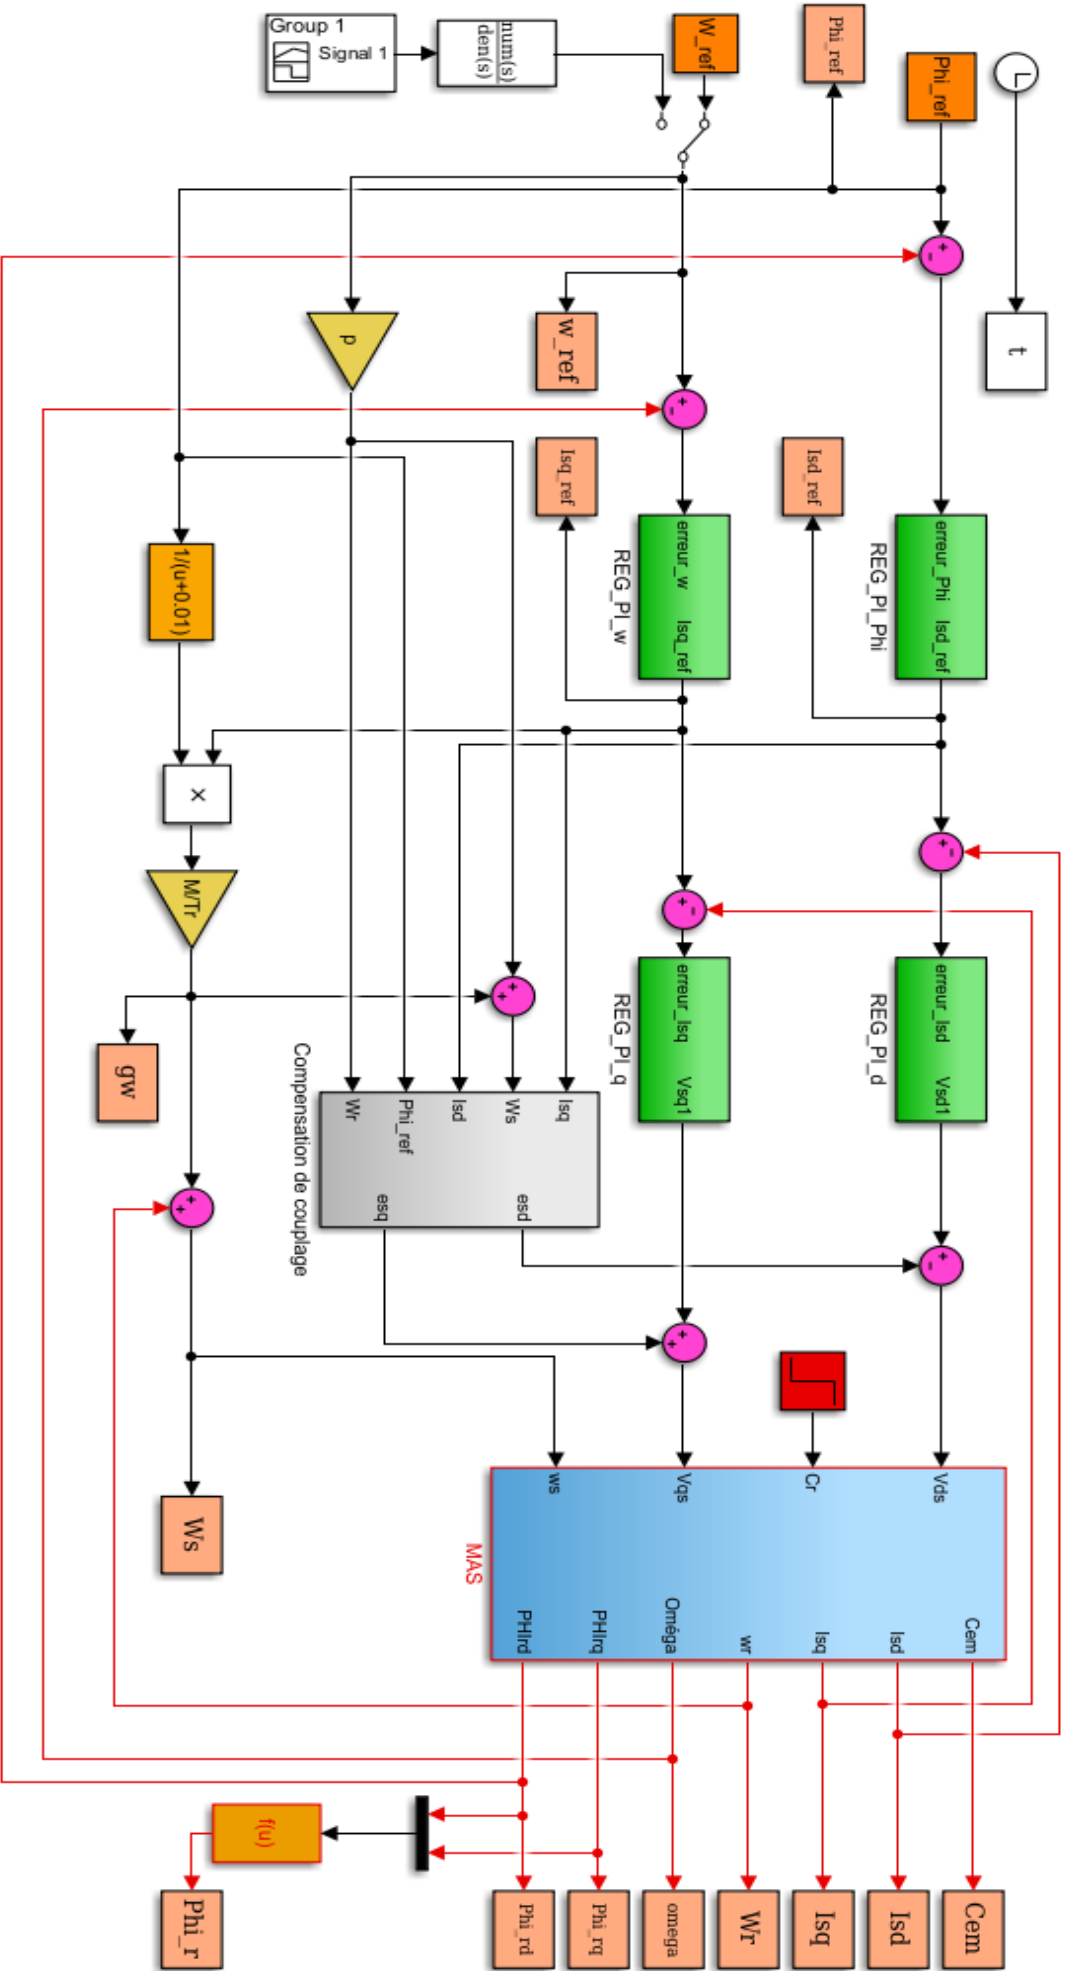 Group 1
Signal 1
num(s)
den(s)
W_ref
Phi_ref
Phi_ref
t
+
−
p
w_ref
+
−
Isq_ref
Isd_ref
erreur_w
Isq_ref
REG_PI_w
erreur_Phi
Isd_ref
REG_PI_Phi
1/(u+0.01)
×
M/Tr
gw
+
−
+
−
+
+
erreur_Isq
Vsq1
REG_PI_q
erreur_Isd
Vsd1
REG_PI_d
Isq
Ws
Isd
Phi_ref
Wr
esd
esq
Compensation de couplage
+
+
+
−
+
+
Ws
Vds
Cr
Vqs
ws
Cem
Isd
Isq
wr
Oméga
PHIrq
PHIrd
MAS
f(u)
Cem
Isd
Isq
Wr
omega
Phi_rq
Phi_rd
Phi_r